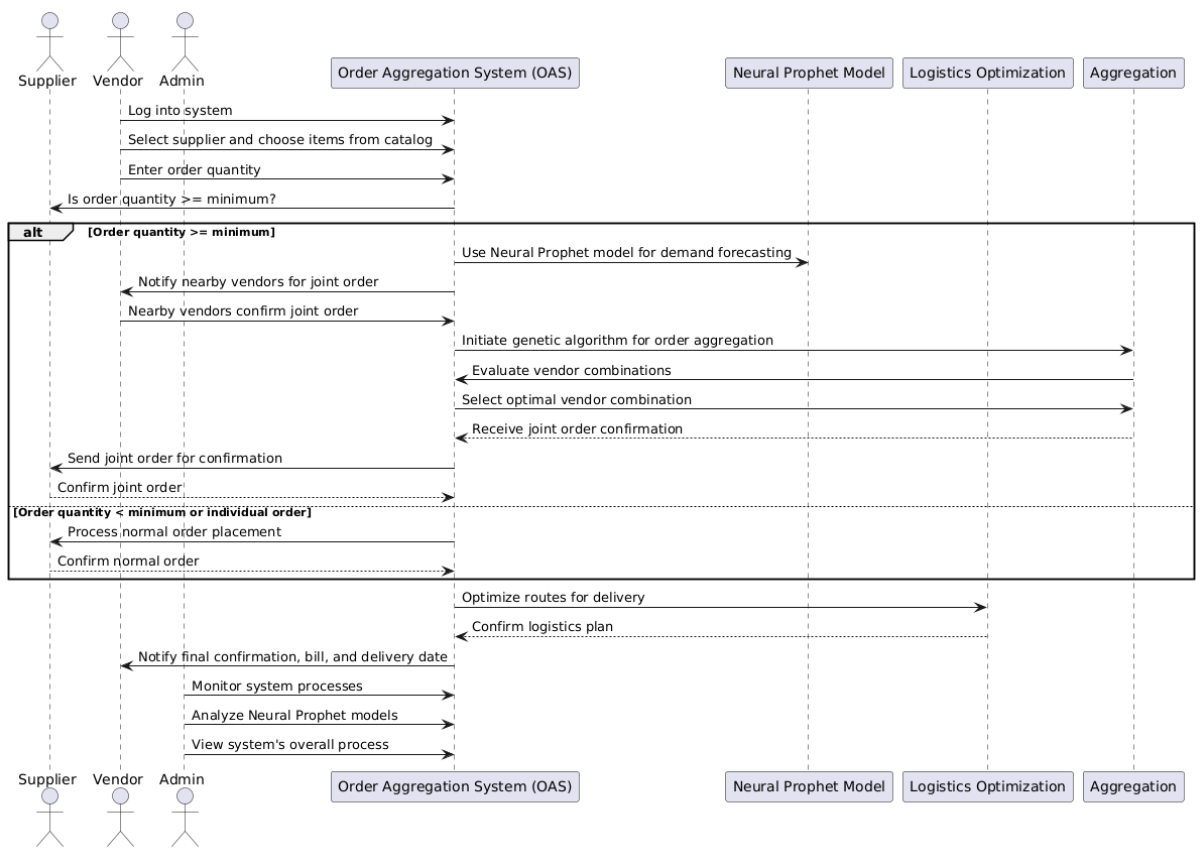 Supplier
Vendor
Admin
Order Aggregation System (OAS)
Neural Prophet Model
Logistics Optimization
Aggregation
Log into system
Select supplier and choose items from catalog
Enter order quantity
Is order quantity >= minimum?
alt
[Order quantity >= minimum]
Use Neural Prophet model for demand forecasting
Notify nearby vendors for joint order
Nearby vendors confirm joint order
Initiate genetic algorithm for order aggregation
Evaluate vendor combinations
Select optimal vendor combination
Receive joint order confirmation
Send joint order for confirmation
Confirm joint order
[Order quantity < minimum or individual order]
Process normal order placement
Confirm normal order
Optimize routes for delivery
Confirm logistics plan
Notify final confirmation, bill, and delivery date
Monitor system processes
Analyze Neural Prophet models
View system's overall process
Supplier
Vendor
Admin
Order Aggregation System (OAS)
Neural Prophet Model
Logistics Optimization
Aggregation